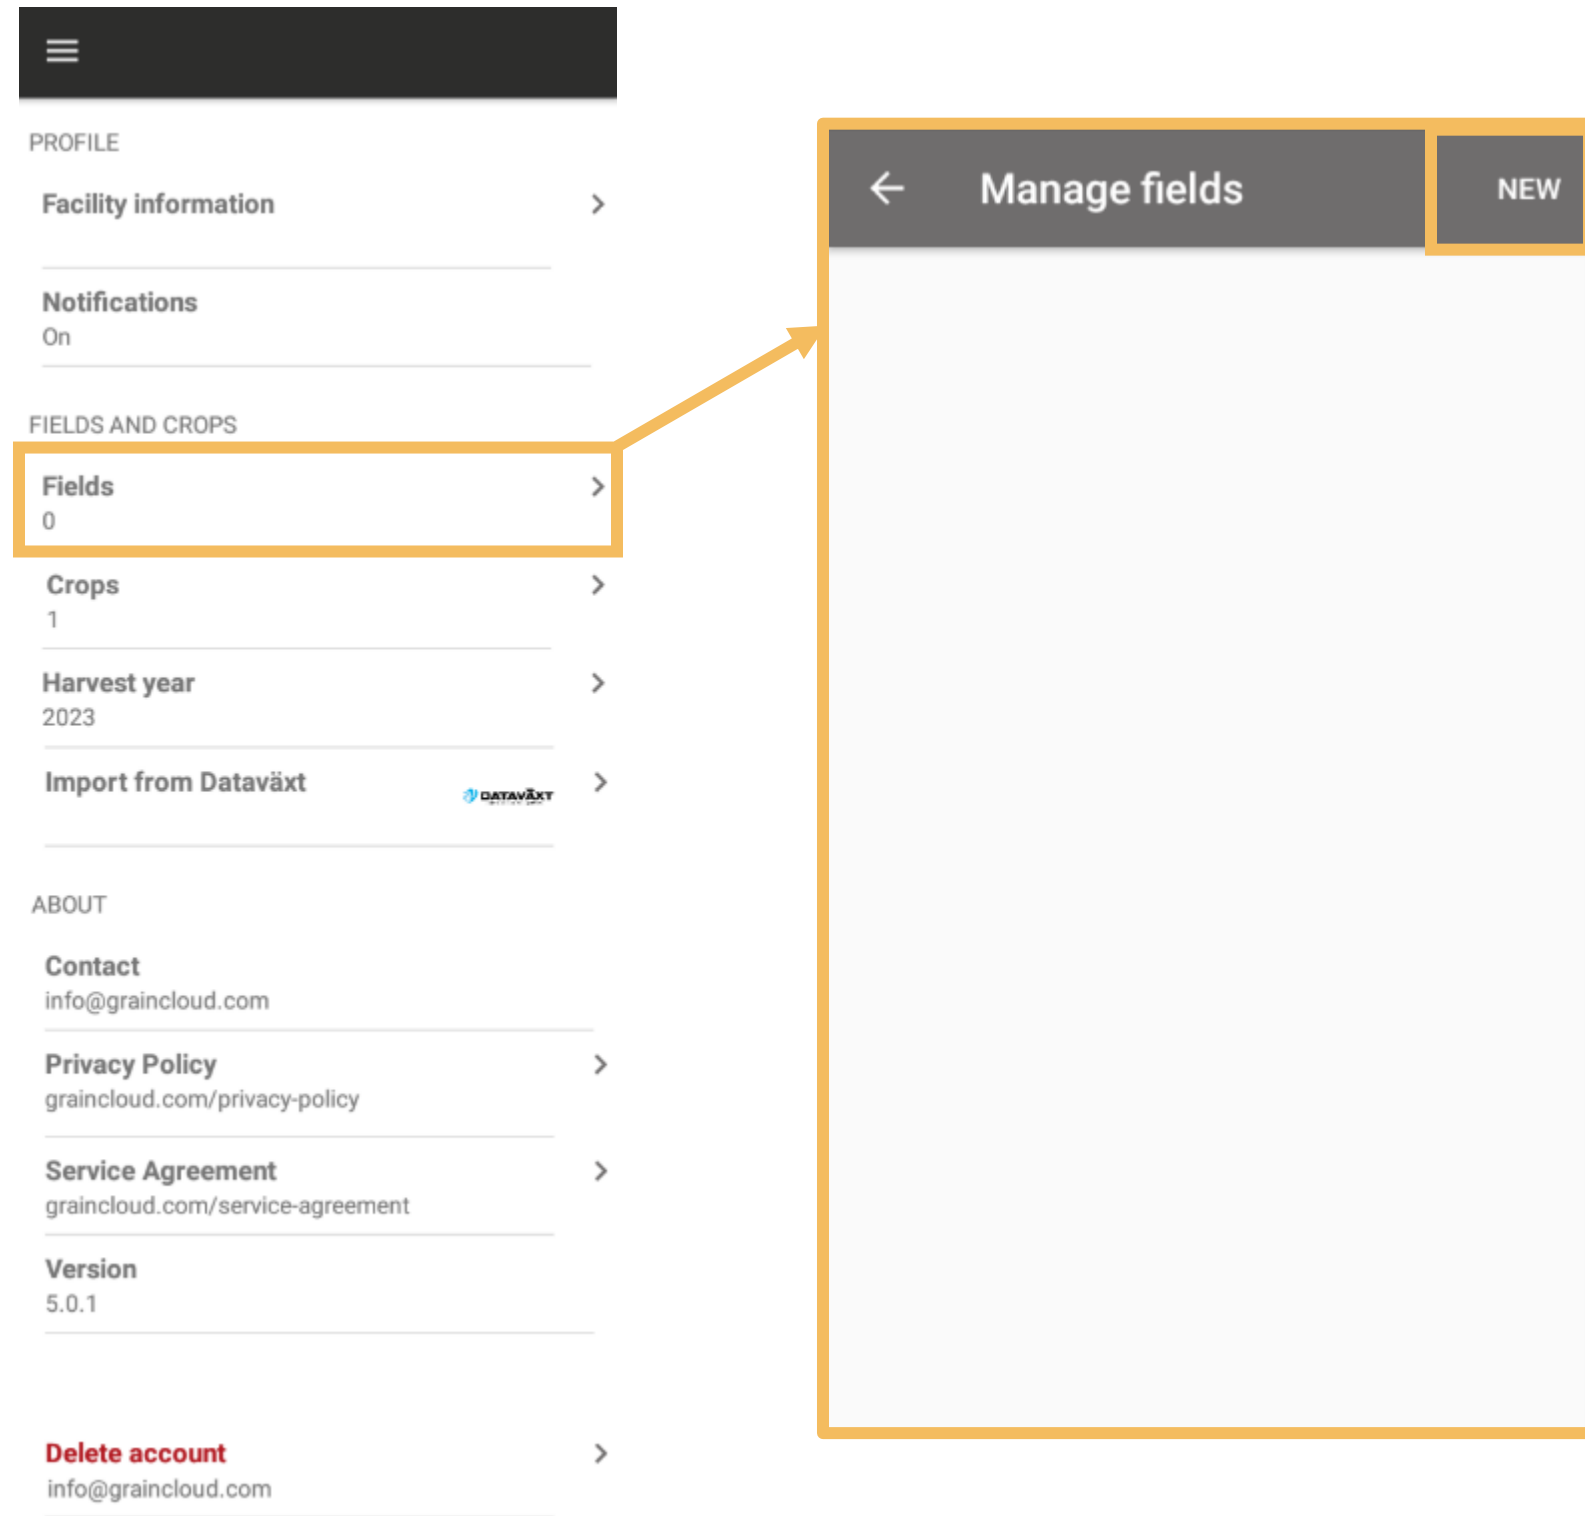 PROFILE
Facility information
Notifications
On
FIELDS AND CROPS
Fields
0
Crops
1
Harvest year
2023
Import from Dataväxt
DATAVÄXT
ABOUT
Contact
info@graincloud.com
Privacy Policy
graincloud.com/privacy-policy
Service Agreement
graincloud.com/service-agreement
Version
5.0.1
Delete account
info@graincloud.com
Manage fields
NEW